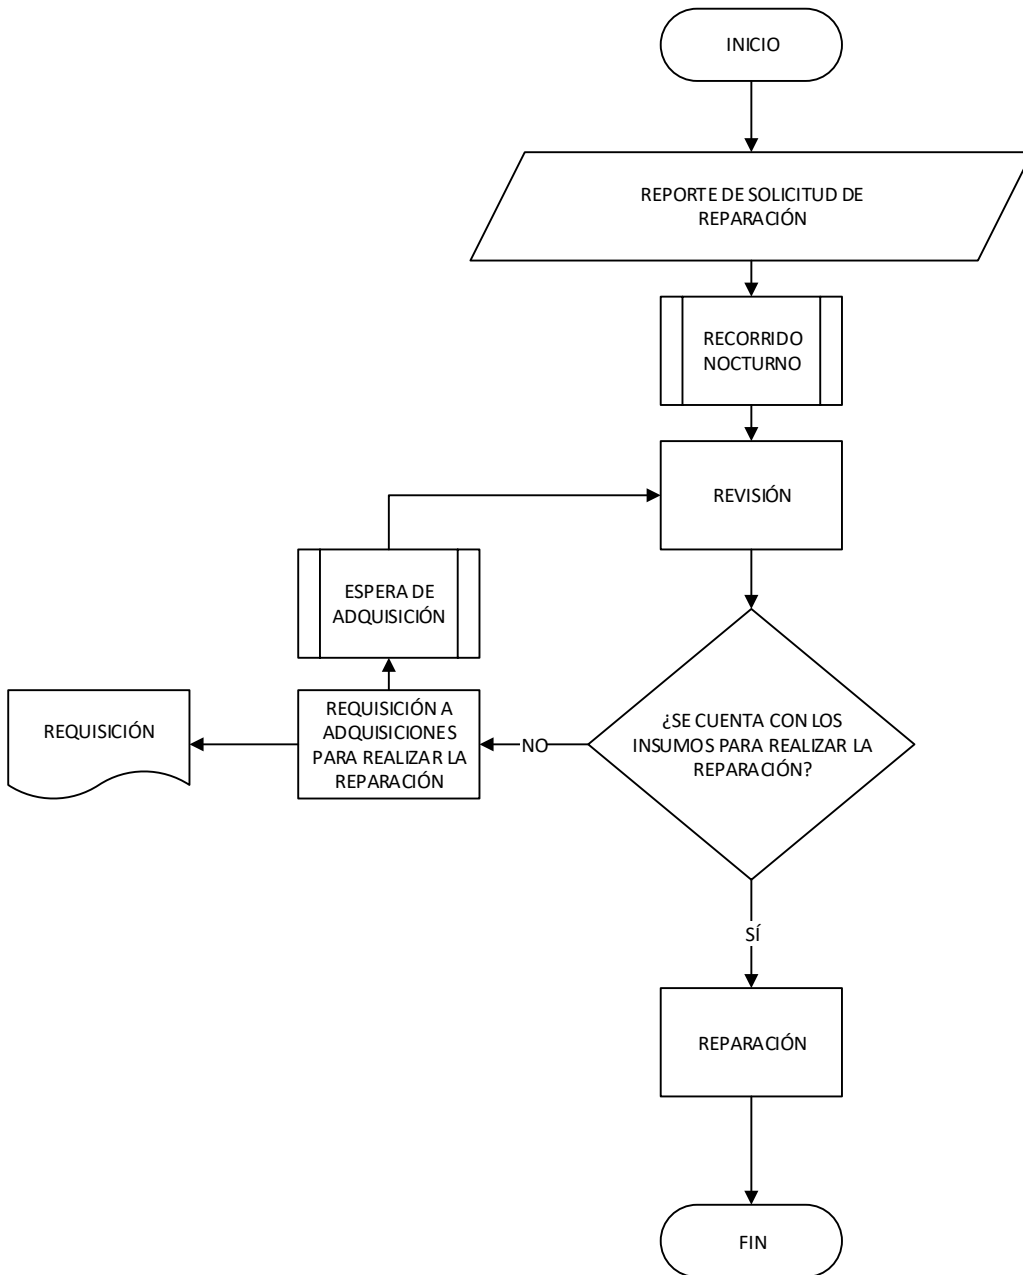 INICIO
REPORTE DE SOLICITUD DE
REPARACIÓN
RECORRIDO
NOCTURNO
REVISIÓN
ESPERA DE
ADQUISICIÓN
REQUISICIÓN
REQUISICIÓN A
ADQUISICIONES
PARA REALIZAR LA
REPARACIÓN
NO
¿SE CUENTA CON LOS
INSUMOS PARA REALIZAR LA
REPARACIÓN?
SÍ
REPARACIÓN
FIN